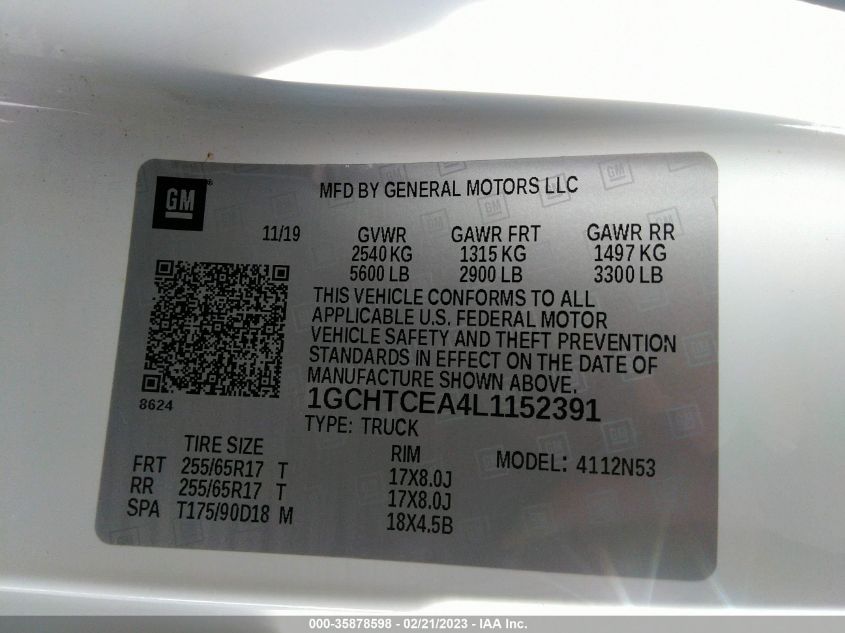 GM®
MFD BY GENERAL MOTORS LLC
11/19 GVWR GAWR FRT GAWR RR
2540 KG 1315 KG 1497 KG
5600 LB 2900 LB 3300 LB
THIS VEHICLE CONFORMS TO ALL
APPLICABLE U.S. FEDERAL MOTOR
VEHICLE SAFETY AND THEFT PREVENTION
STANDARDS IN EFFECT ON THE DATE OF
MANUFACTURE SHOWN ABOVE.
8624
1GCHTCEA4L1152391
TYPE: TRUCK
TIRE SIZE RIM MODEL: 4112N53
FRT 255/65R17 T 17X8.0J
RR 255/65R17 T 17X8.0J
SPA T175/90D18 M 18X4.5B
000-35878598 - 02/21/2023 - IAA Inc.